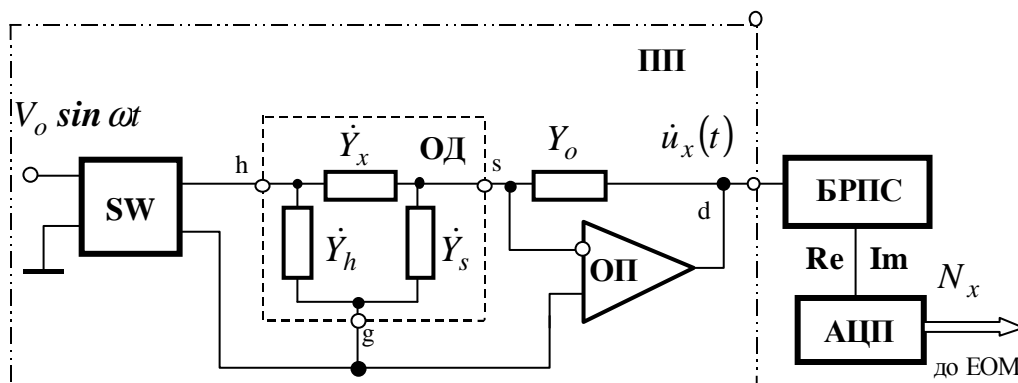 ПП
V_o sin ωt
h
Ẏ_x
ОД
s
Y_o
u̇_x(t)
SW
Ẏ_h
Ẏ_s
ОП
d
БРПС
Re Im
g
АЦП
N_x
до ЕОМ